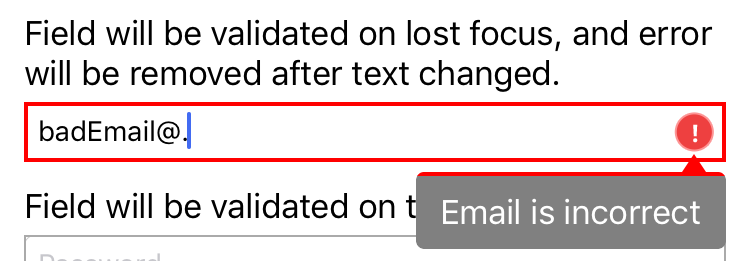 Field will be validated on lost focus, and error
will be removed after text changed.
badEmail@.
!
Field will be validated on t
Email is incorrect
Password